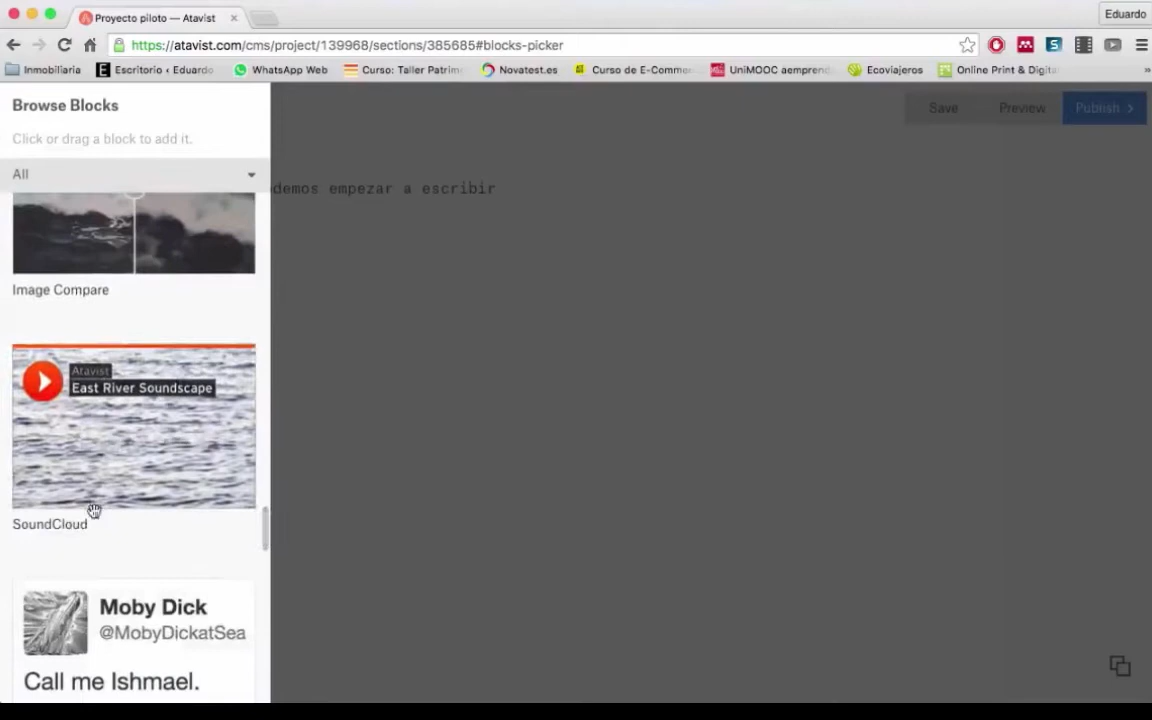 Proyecto piloto — Atavist
Eduardo
https://atavist.com/cms/project/139968/sections/385685#blocks-picker
Inmobiliaria
Escritorio ‹ Eduardo
WhatsApp Web
Curso: Taller Patrim
Novatest.es
Curso de E-Comme
UniMOOC aemprend
Ecoviajeros
Online Print & Digita
Browse Blocks
Click or drag a block to add it.
Save
Preview
Publish
All
demos empezar a escribir
Image Compare
Atavist
East River Soundscape
SoundCloud
Moby Dick
@MobyDickatSea
Call me Ishmael.